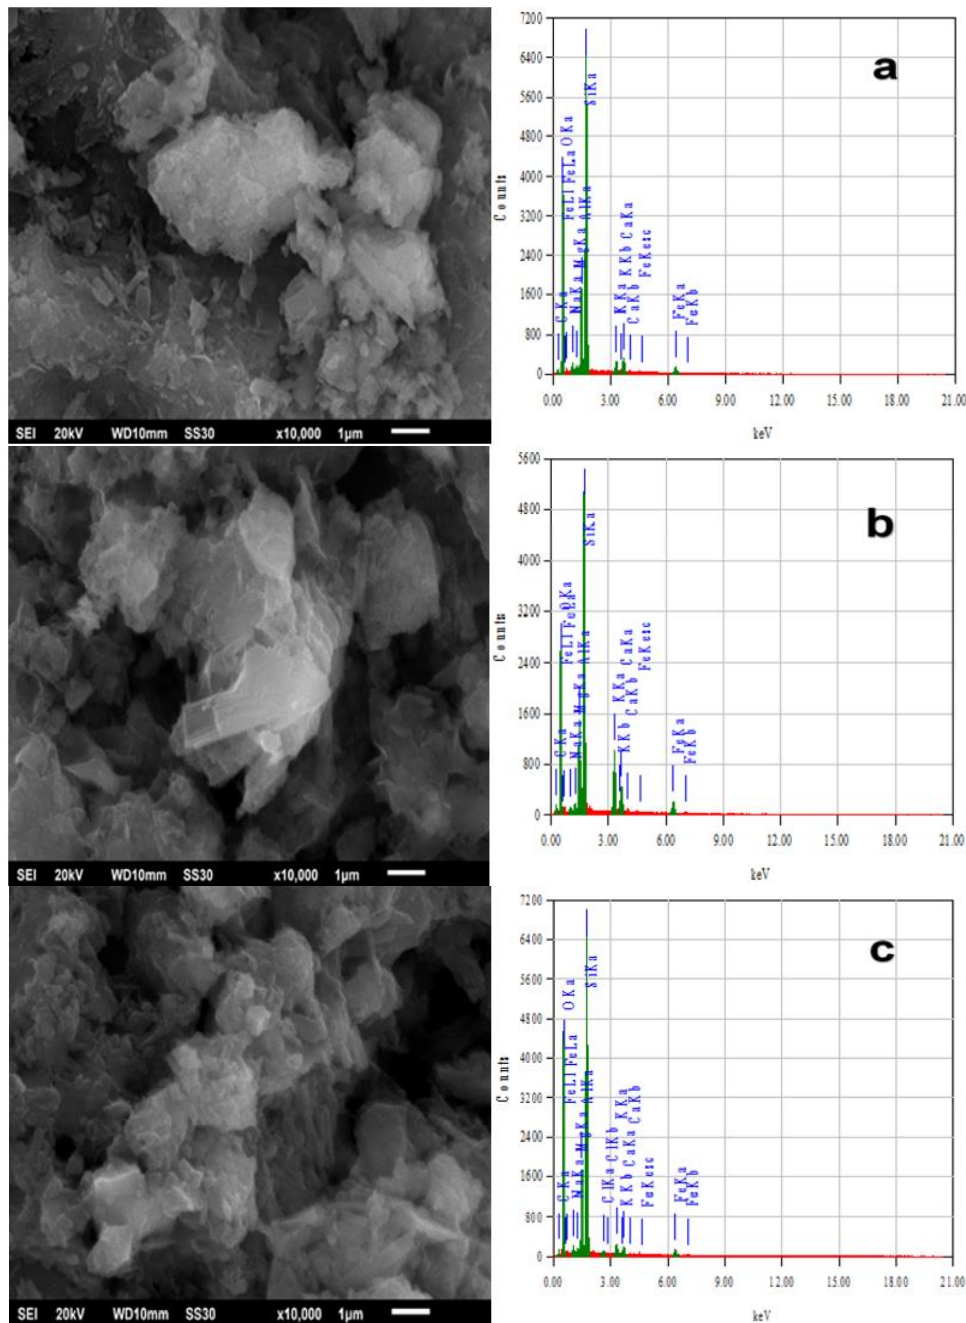 SEI 20kV WD10mm SS30 x10,000 1μm
a
Counts
7200
6400
5600
4800
4000
3200
2400
1600
800
0
CKa
FeLl FeLa OKa
NaKa MgKa AlKa
SiKa
KKa
KKb CaKa
CaKb FeKesc
FeKa
FeKb
0.00 3.00 6.00 9.00 12.00 15.00 18.00 21.00
keV
SEI 20kV WD10mm SS30 x10,000 1μm
b
Counts
5600
4800
4000
3200
2400
1600
800
0
CKa
FeLl FeLa
OKa
NaKa MgKa AlKa
SiKa
KKa
KKb
CaKb CaKa
FeKesc
FeKa
FeKb
0.00 3.00 6.00 9.00 12.00 15.00 18.00 21.00
keV
SEI 20kV WD10mm SS30 x10,000 1μm
c
Counts
7200
6400
5600
4800
4000
3200
2400
1600
800
0
CKa
FeLl FeLa
OKa
NaKa MgKa AlKa
SiKa
ClKa ClKb
KKb CaKa KKa
CaKb
FeKesc
FeKa
FeKb
0.00 3.00 6.00 9.00 12.00 15.00 18.00 21.00
keV